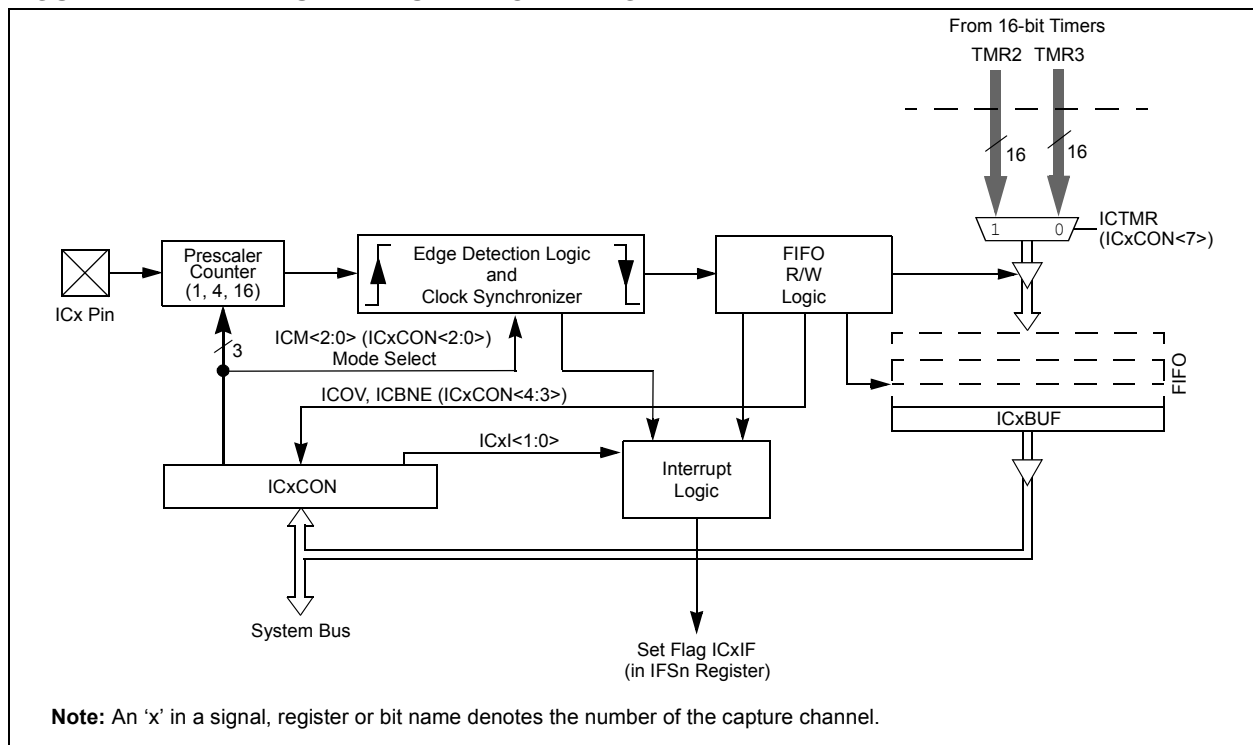 From 16-bit Timers
TMR2 TMR3
16 16
1 0
ICTMR
(ICxCON<7>)
Prescaler
Counter
(1, 4, 16)
Edge Detection Logic
and
Clock Synchronizer
FIFO
R/W
Logic
ICx Pin
3
ICM<2:0> (ICxCON<2:0>)
Mode Select
FIFO
ICOV, ICBNE (ICxCON<4:3>)
ICxBUF
ICxI<1:0>
Interrupt
Logic
ICxCON
System Bus
Set Flag ICxIF
(in IFSn Register)
Note: An ‘x’ in a signal, register or bit name denotes the number of the capture channel.